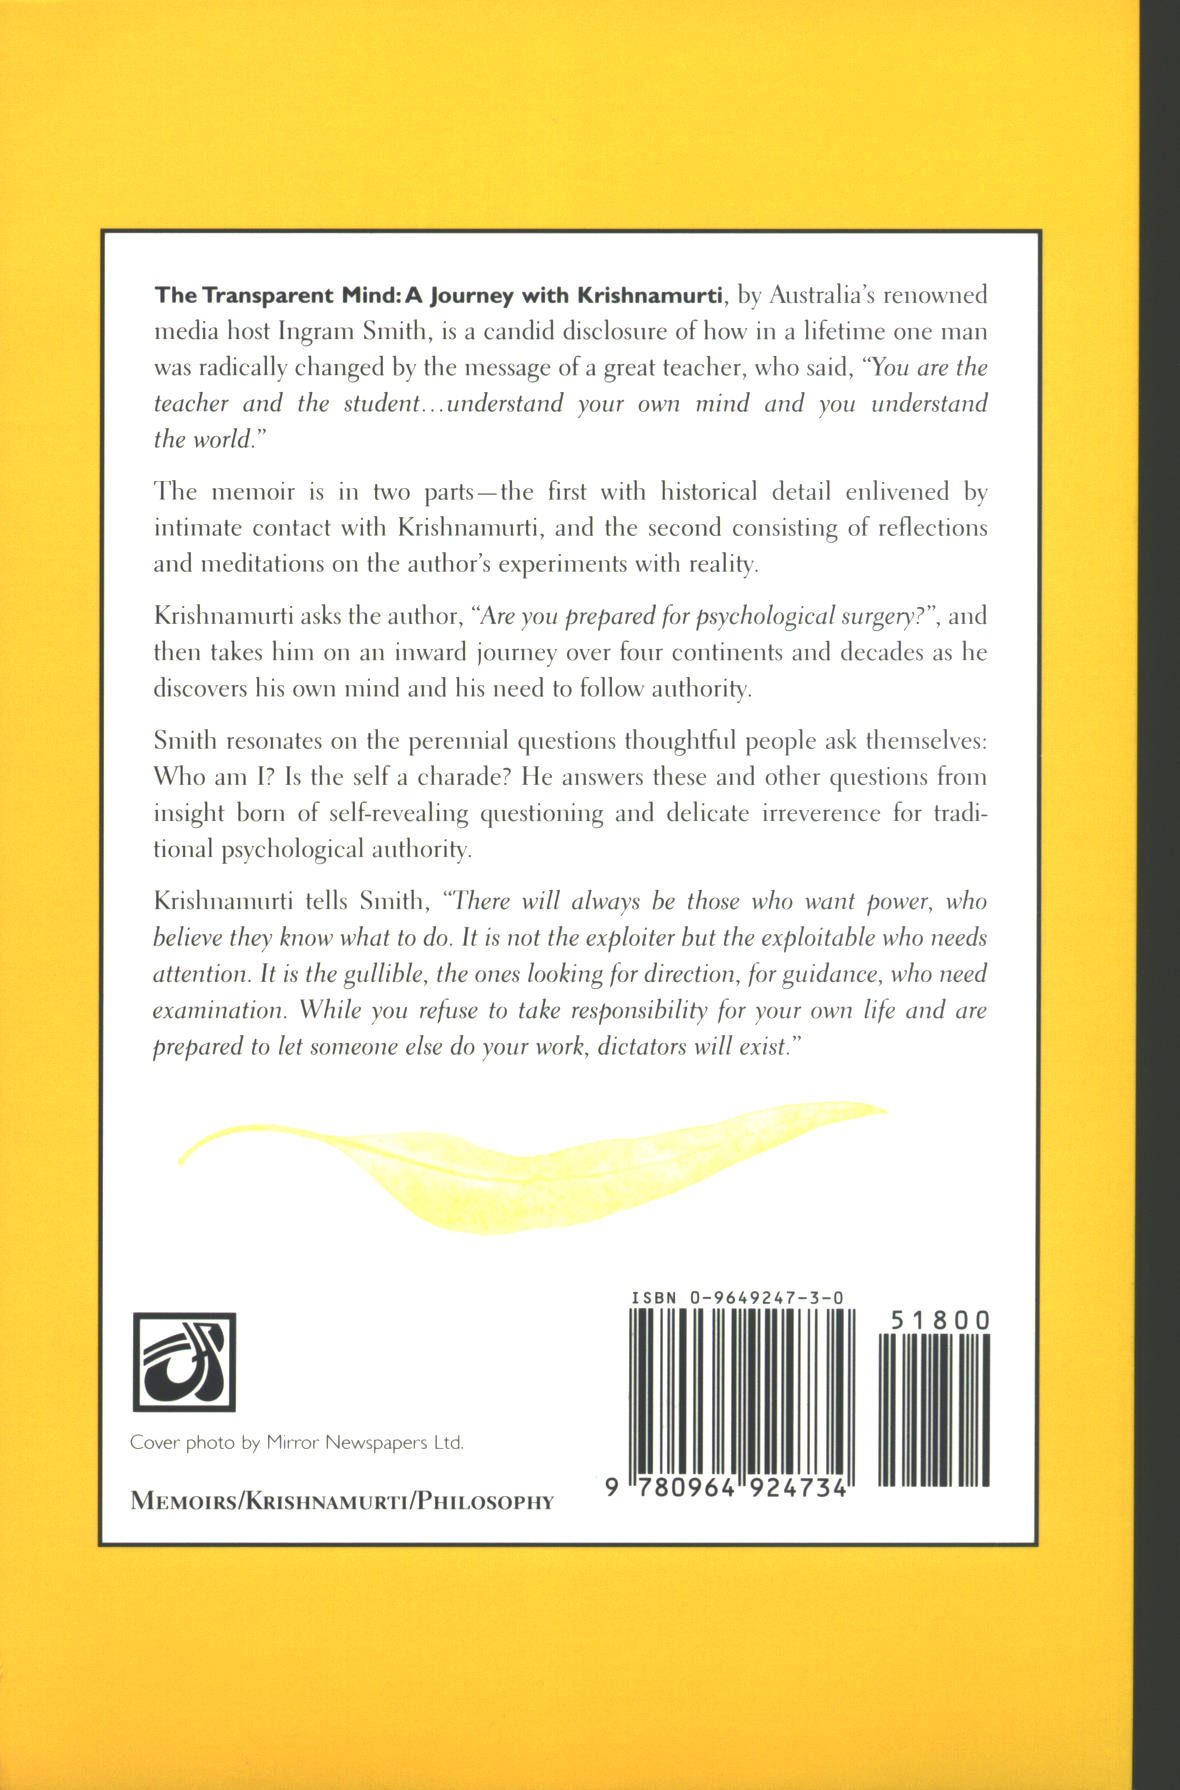 The Transparent Mind: A Journey with Krishnamurti, by Australia's renowned
media host Ingram Smith, is a candid disclosure of how in a lifetime one man
was radically changed by the message of a great teacher, who said, “You are the
teacher and the student…understand your own mind and you understand
the world.”
The memoir is in two parts—the first with historical detail enlivened by
intimate contact with Krishnamurti, and the second consisting of reflections
and meditations on the author's experiments with reality.
Krishnamurti asks the author, “Are you prepared for psychological surgery?”, and
then takes him on an inward journey over four continents and decades as he
discovers his own mind and his need to follow authority.
Smith resonates on the perennial questions thoughtful people ask themselves:
Who am I? Is the self a charade? He answers these and other questions from
insight born of self-revealing questioning and delicate irreverence for tradi-
tional psychological authority.
Krishnamurti tells Smith, “There will always be those who want power, who
believe they know what to do. It is not the exploiter but the exploitable who needs
attention. It is the gullible, the ones looking for direction, for guidance, who need
examination. While you refuse to take responsibility for your own life and are
prepared to let someone else do your work, dictators will exist.”
ISBN 0-9649247-3-0
51800
9 780964 924734
Cover photo by Mirror Newspapers Ltd.
MEMOIRS/KRISHNAMURTI/PHILOSOPHY